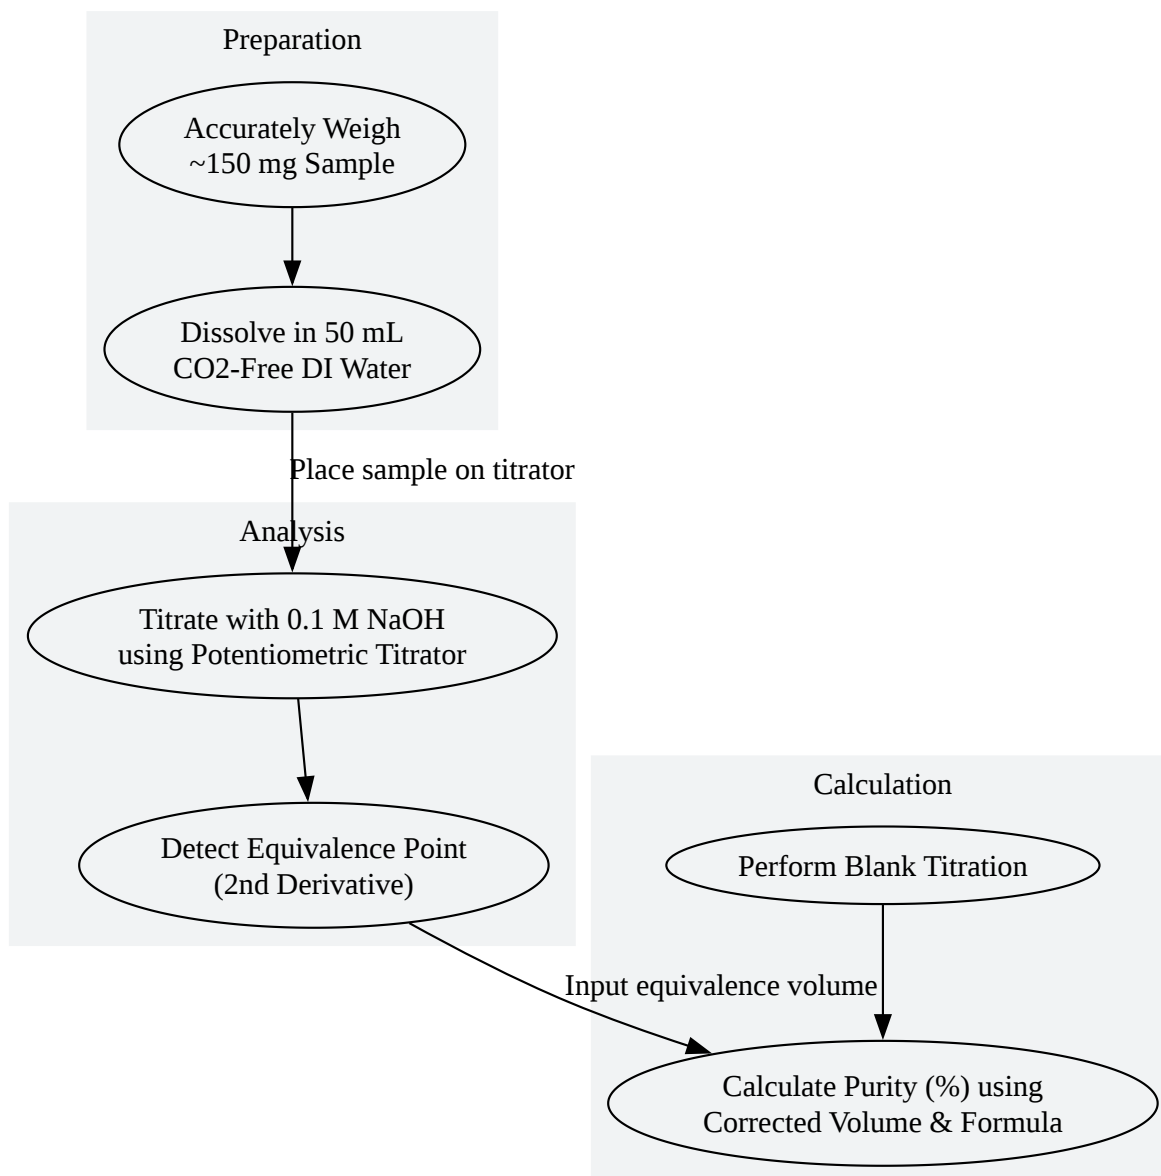 Preparation
Accurately Weigh
~150 mg Sample
Dissolve in 50 mL
CO2-Free DI Water
Place sample on titrator
Analysis
Titrate with 0.1 M NaOH
using Potentiometric Titrator
Detect Equivalence Point
(2nd Derivative)
Calculation
Perform Blank Titration
Input equivalence volume
Calculate Purity (%) using
Corrected Volume & Formula